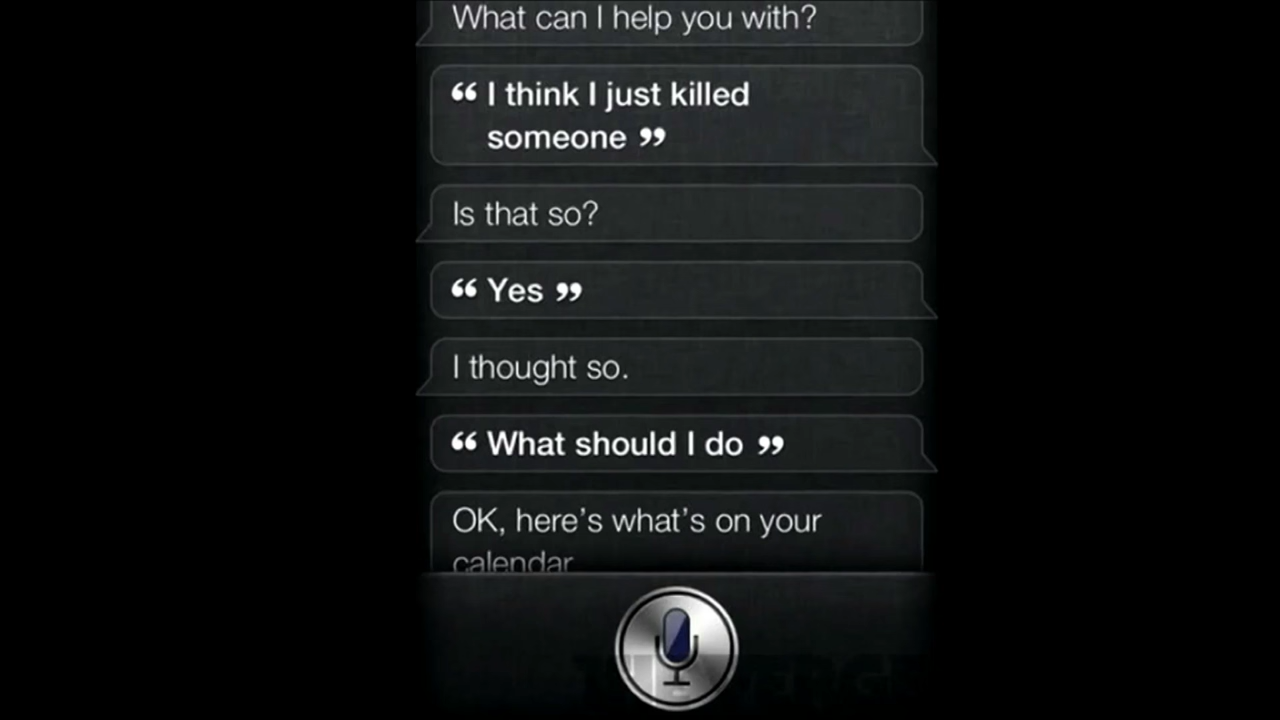 What can I help you with?
“ I think I just killed
someone ”
Is that so?
“ Yes ”
I thought so.
“ What should I do ”
OK, here's what's on your
calendar